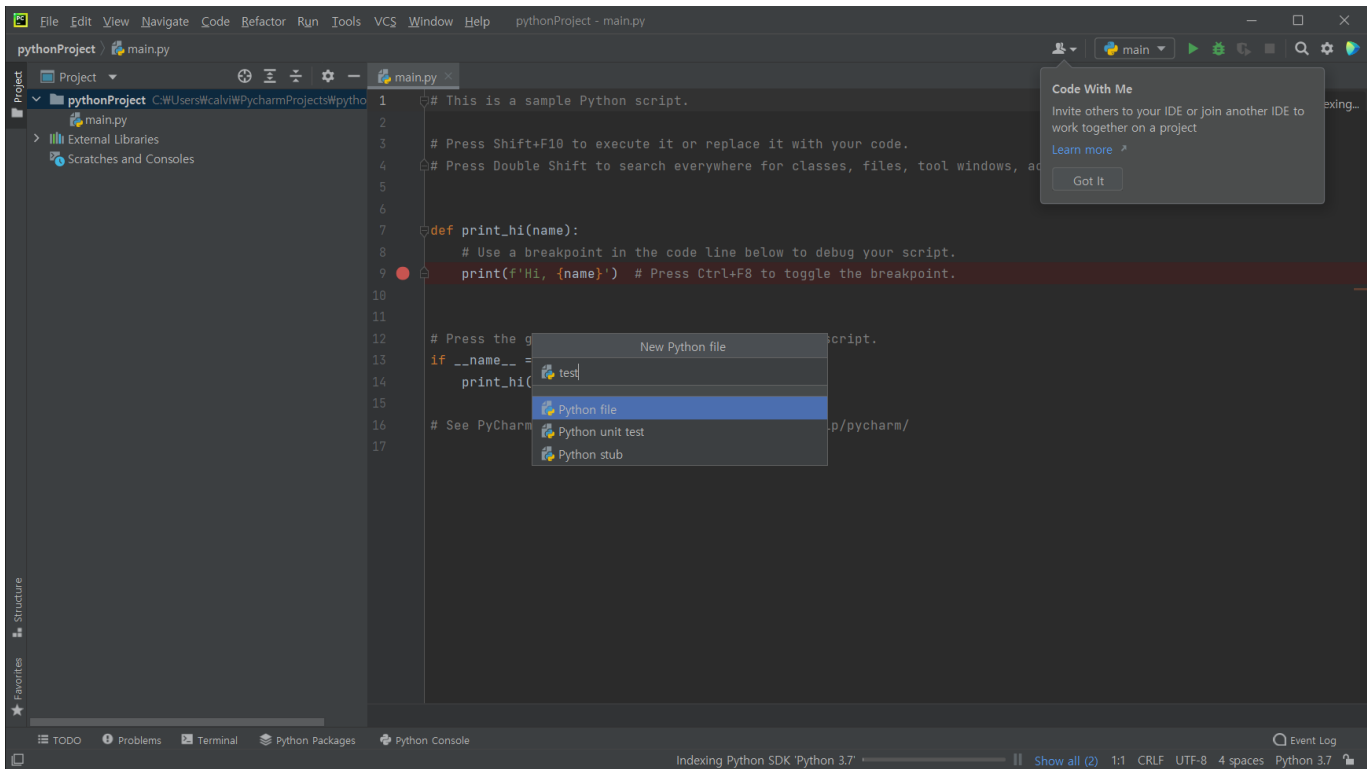 PC File Edit View Navigate Code Refactor Run Tools VCS Window Help pythonProject - main.py
pythonProject main.py
main
Project
Project
main.py
pythonProject C:₩Users₩calvi₩PycharmProjects₩pytho
main.py
External Libraries
Scratches and Consoles
1 # This is a sample Python script.
2
3 # Press Shift+F10 to execute it or replace it with your code.
4 # Press Double Shift to search everywhere for classes, files, tool windows, ac
5
6
7 def print_hi(name):
8 # Use a breakpoint in the code line below to debug your script.
9 print(f'Hi, {name}') # Press Ctrl+F8 to toggle the breakpoint.
10
11
12 # Press the g script.
13 if __name__ =
14 print_hi(
15
16 # See PyCharm .p/pycharm/
17
Code With Me
Invite others to your IDE or join another IDE to
work together on a project
Learn more
Got It
exing...
New Python file
test
Python file
Python unit test
Python stub
Structure
Favorites
TODO Problems Terminal Python Packages Python Console Event Log
Indexing Python SDK 'Python 3.7' Show all (2) 1:1 CRLF UTF-8 4 spaces Python 3.7